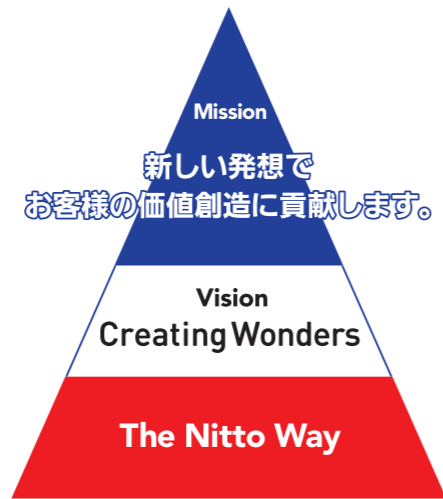 Mission
新しい発想で
お客様の価値創造に貢献します。
Vision
Creating Wonders
The Nitto Way